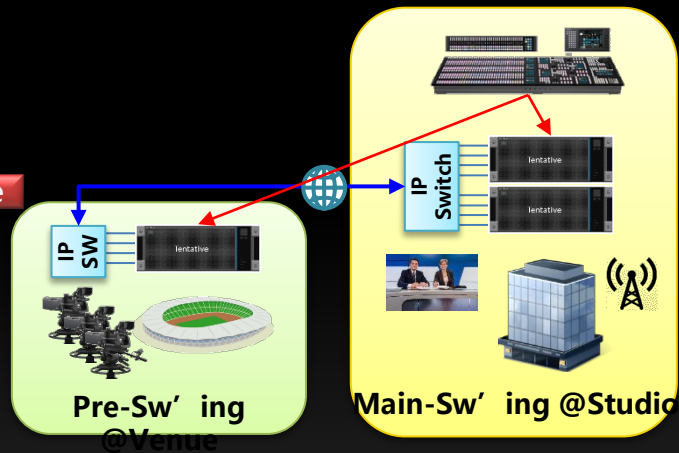 e
IP
SW
lentative
Pre-Sw’ ing
@Venue
IP
Switch
lentative
lentative
Main-Sw’ ing @Studio